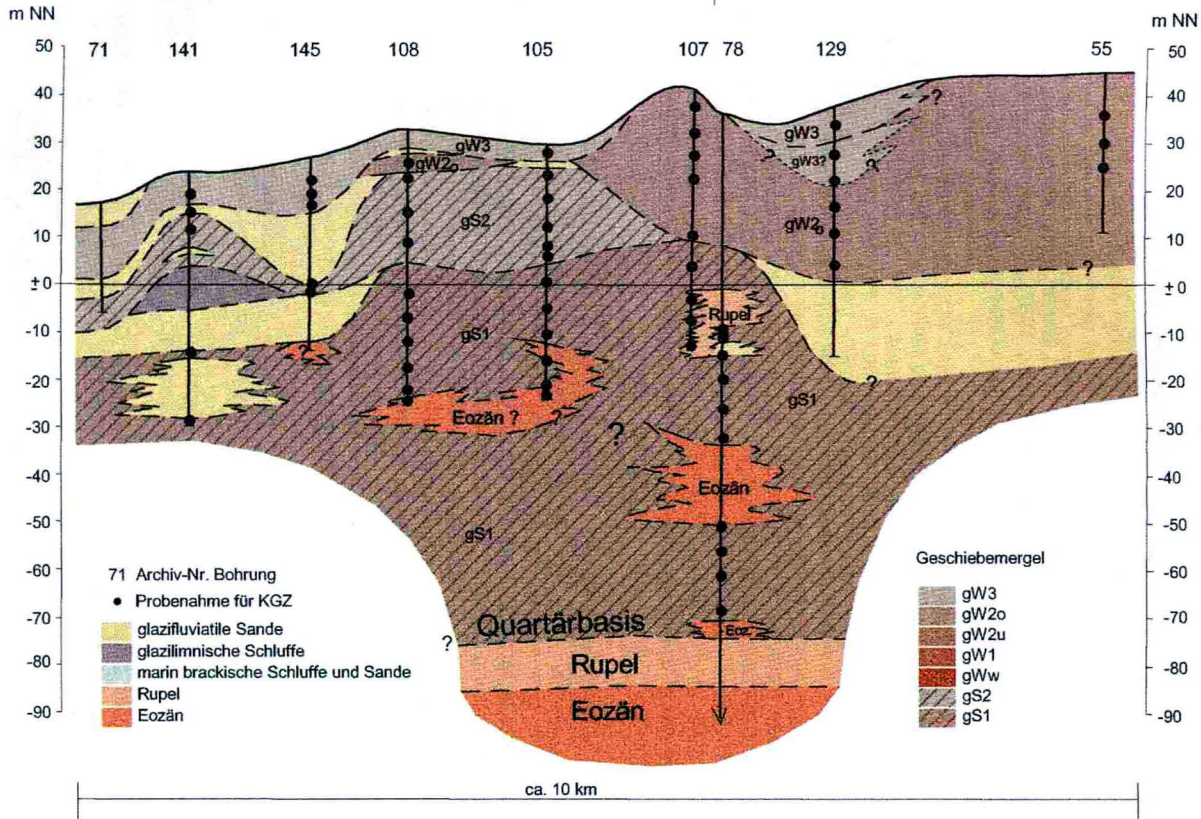 m NN
m NN
71 141 145 108 105 107 78 129 55
50
40
30
20
10
± 0
-10
-20
-30
-40
-50
-60
-70
-80
-90
50
40
30
20
10
± 0
-10
-20
-30
-40
-50
-60
-70
-80
-90
gW3
gW2o
gS2
gW3
?
?
gW3?
?
gW2o
?
gS1
Rupel
?
?
gS1
Eozän ?
?
?
Eozän
gS1
Quartärbasis
Eoz
?
Rupel
Eozän
71 Archiv-Nr. Bohrung
Probenahme für KGZ
glazifluviatile Sande
glazilimnische Schluffe
marin brackische Schluffe und Sande
Rupel
Eozän
Geschiebemergel
gW3
gW2o
gW2u
gW1
gWw
gS2
gS1
ca. 10 km